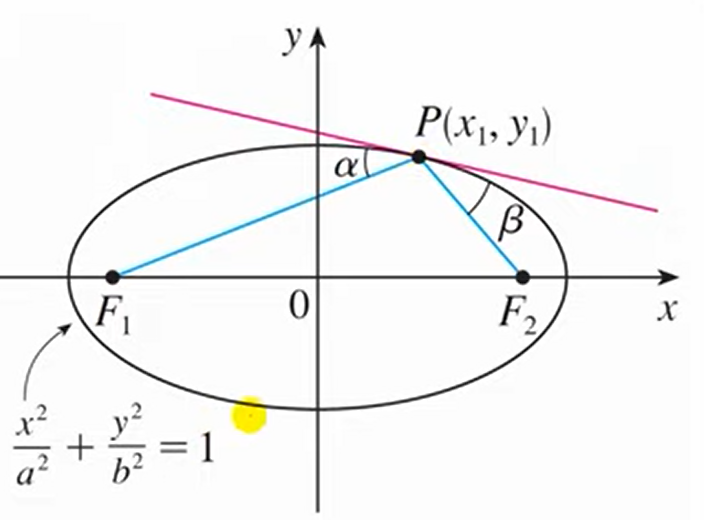 y
P(x₁, y₁)
α
β
F₁
0
F₂
x
x²/a² + y²/b² = 1